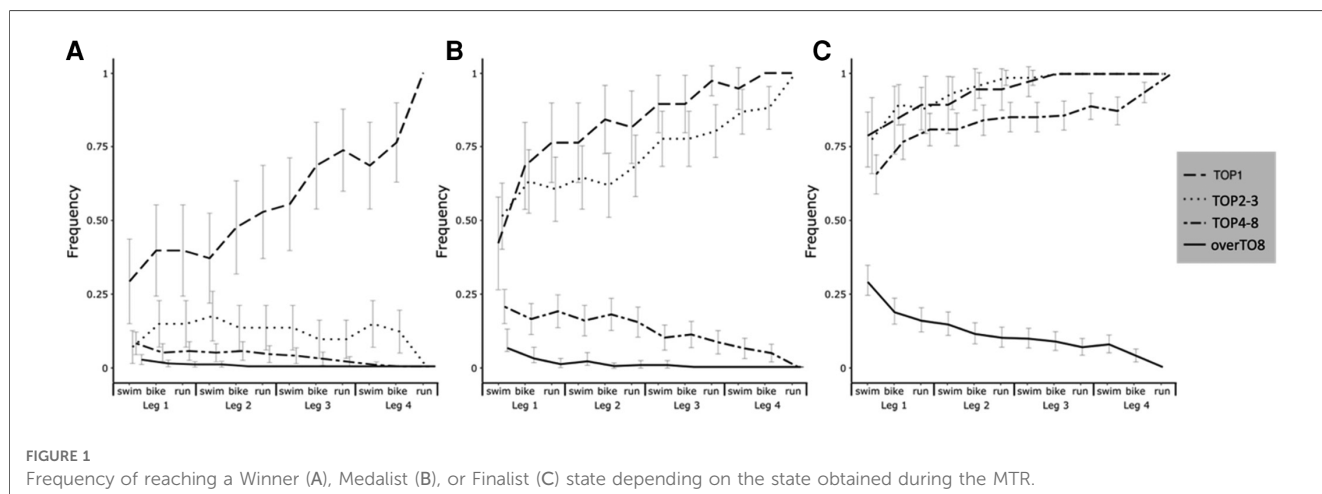 A B C
Frequency Frequency Frequency
1 1 1
0.75 0.75 0.75
0.50 0.50 0.50
0.25 0.25 0.25
0 0 0
TOP1
TOP2-3
TOP4-8
overTO8
swim bike run swim bike run swim bike run swim bike run swim bike run swim bike run swim bike run swim bike run swim bike run swim bike run swim bike run swim bike run
Leg 1 Leg 2 Leg 3 Leg 4 Leg 1 Leg 2 Leg 3 Leg 4 Leg 1 Leg 2 Leg 3 Leg 4
FIGURE 1
Frequency of reaching a Winner (A), Medalist (B), or Finalist (C) state depending on the state obtained during the MTR.